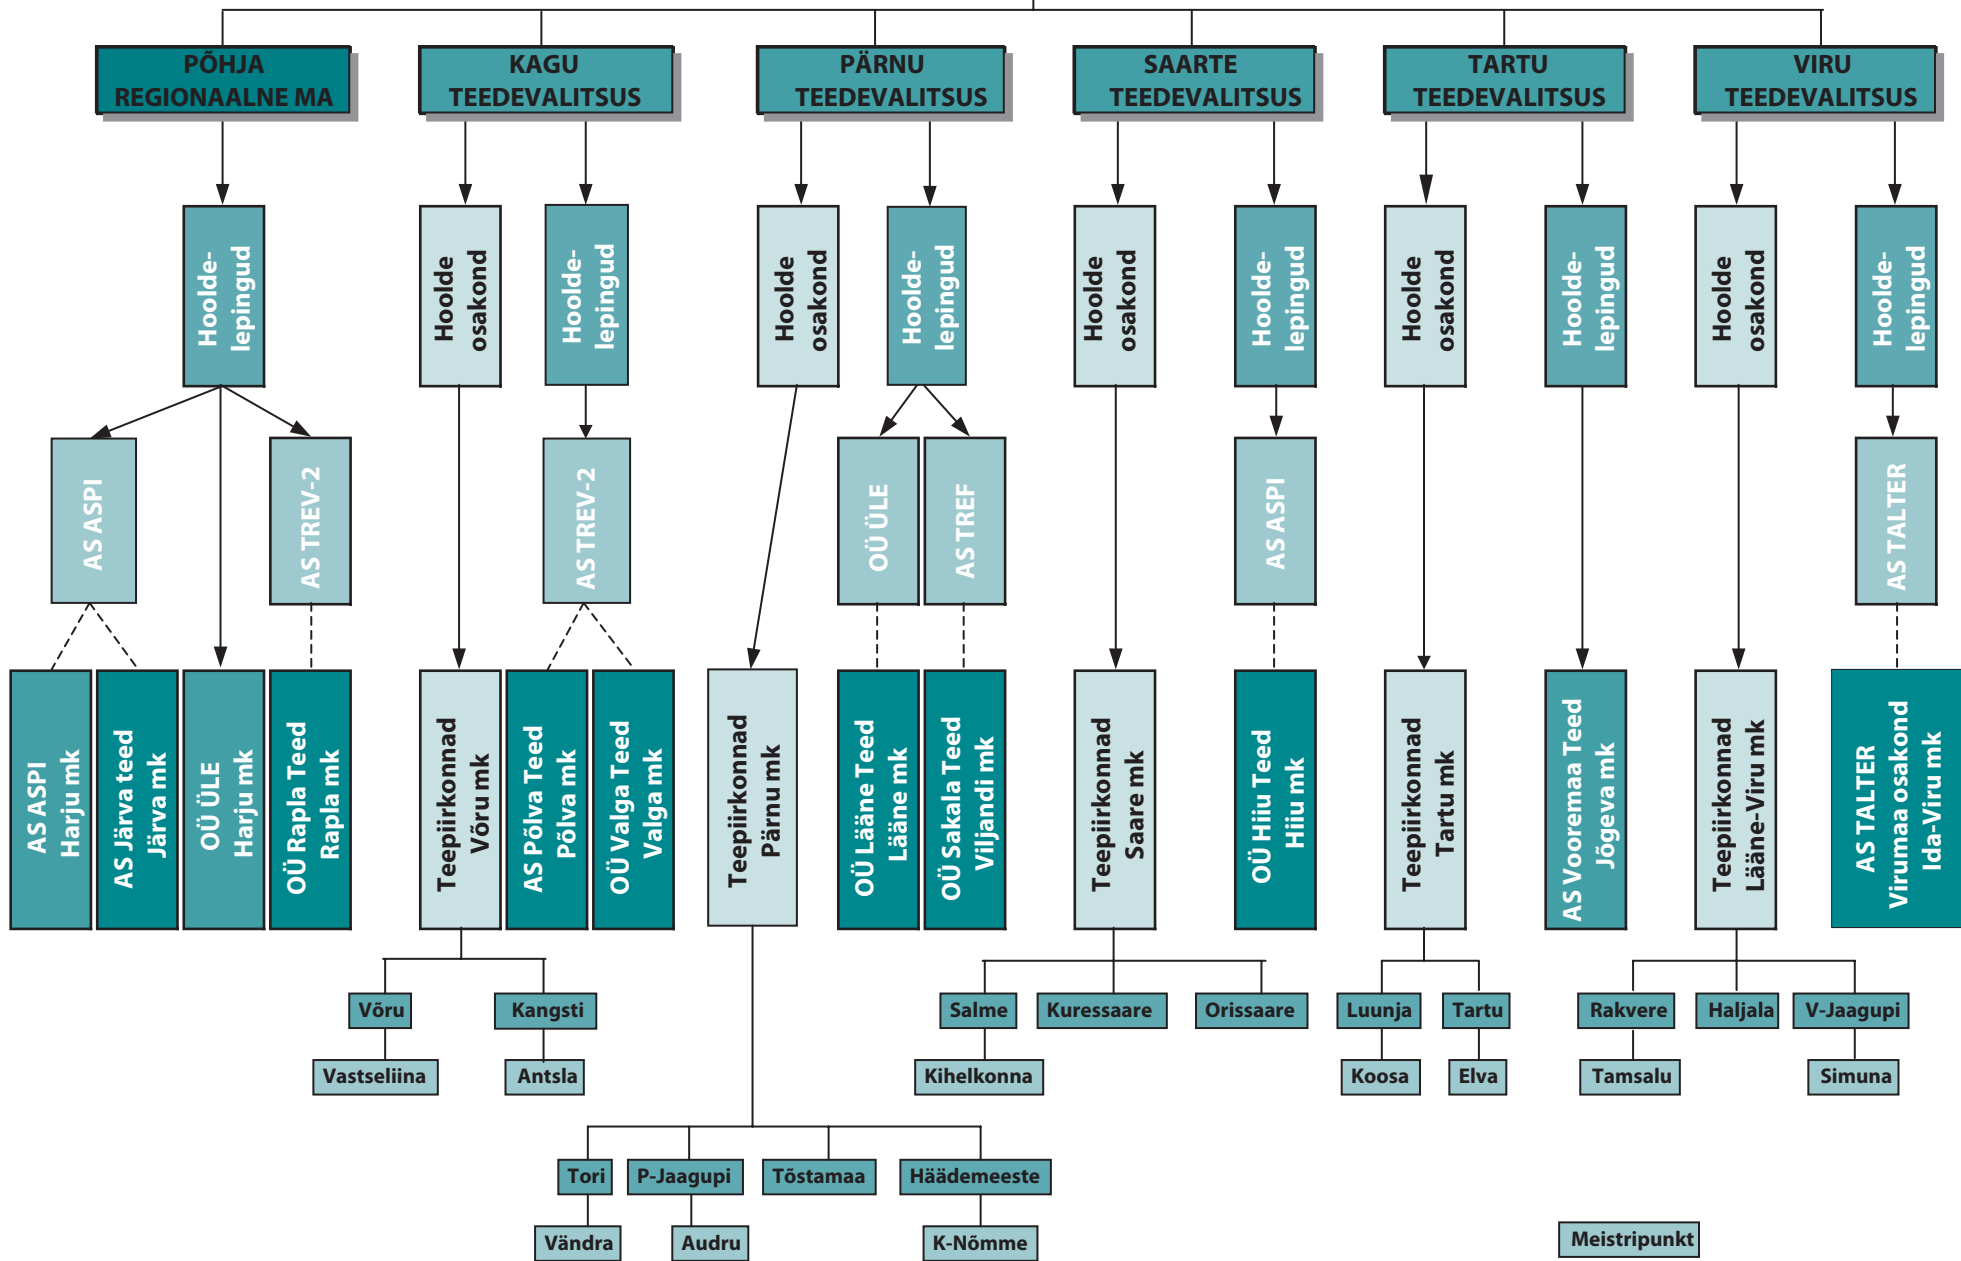 PÕHJA
REGIONAALNE MA
KAGU
TEEDEVALITSUS
PÄRNU
TEEDEVALITSUS
SAARTE
TEEDEVALITSUS
TARTU
TEEDEVALITSUS
VIRU
TEEDEVALITSUS
Hoolde-
lepingud
Hoolde
osakond
Hoolde-
lepingud
Hoolde
osakond
Hoolde-
lepingud
Hoolde
osakond
Hoolde-
lepingud
Hoolde
osakond
Hoolde-
lepingud
Hoolde
osakond
Hoolde-
lepingud
AS ASPI
AS TREV-2
AS TREV-2
OÜ ÜLE
AS TREF
AS ASPI
AS TALTER
AS ASPI
Harju mk
AS Järva teed
Järva mk
OÜ ÜLE
Harju mk
OÜ Rapla Teed
Rapla mk
Teepiirkonnad
Võru mk
AS Põlva Teed
Põlva mk
OÜ Valga Teed
Valga mk
Teepiirkonnad
Pärnu mk
OÜ Lääne Teed
Lääne mk
OÜ Sakala Teed
Viljandi mk
Teepiirkonnad
Saare mk
OÜ Hiiu Teed
Hiiu mk
Teepiirkonnad
Tartu mk
AS Vooremaa Teed
Jõgeva mk
Teepiirkonnad
Lääne-Viru mk
AS TALTER
Virumaa osakond
Ida-Viru mk
Võru
Kangsti
Salme
Kuressaare
Orissaare
Luunja
Tartu
Rakvere
Haljala
V-Jaagupi
Vastseliina
Antsla
Kihelkonna
Koosa
Elva
Tamsalu
Simuna
Tori
P-Jaagupi
Tõstamaa
Häädemeeste
Vändra
Audru
K-Nõmme
Meistripunkt